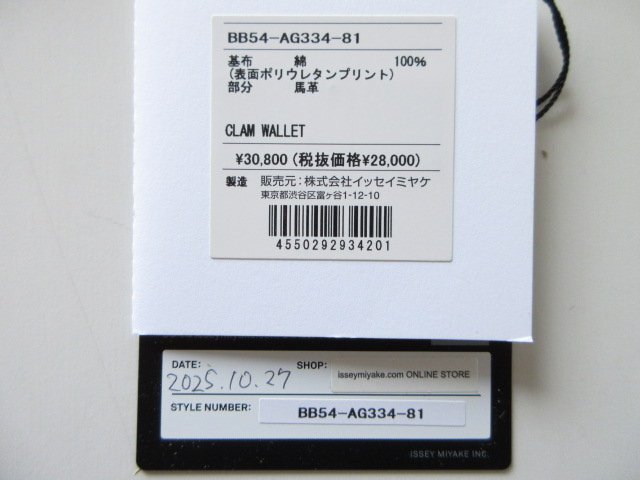 BB54-AG334-81
基布 綿 100%
(表面ポリウレタンプリント)
部分 馬革
CLAM WALLET
¥30,800(税抜価格¥28,000)
製造 販売元：株式会社イッセイミヤケ
東京都渋谷区富ヶ谷1-12-10
4550292934201
DATE: 2025.10.27 SHOP: isseymiyake.com ONLINE STORE
STYLE NUMBER: BB54-AG334-81
ISSEY MIYAKE INC.